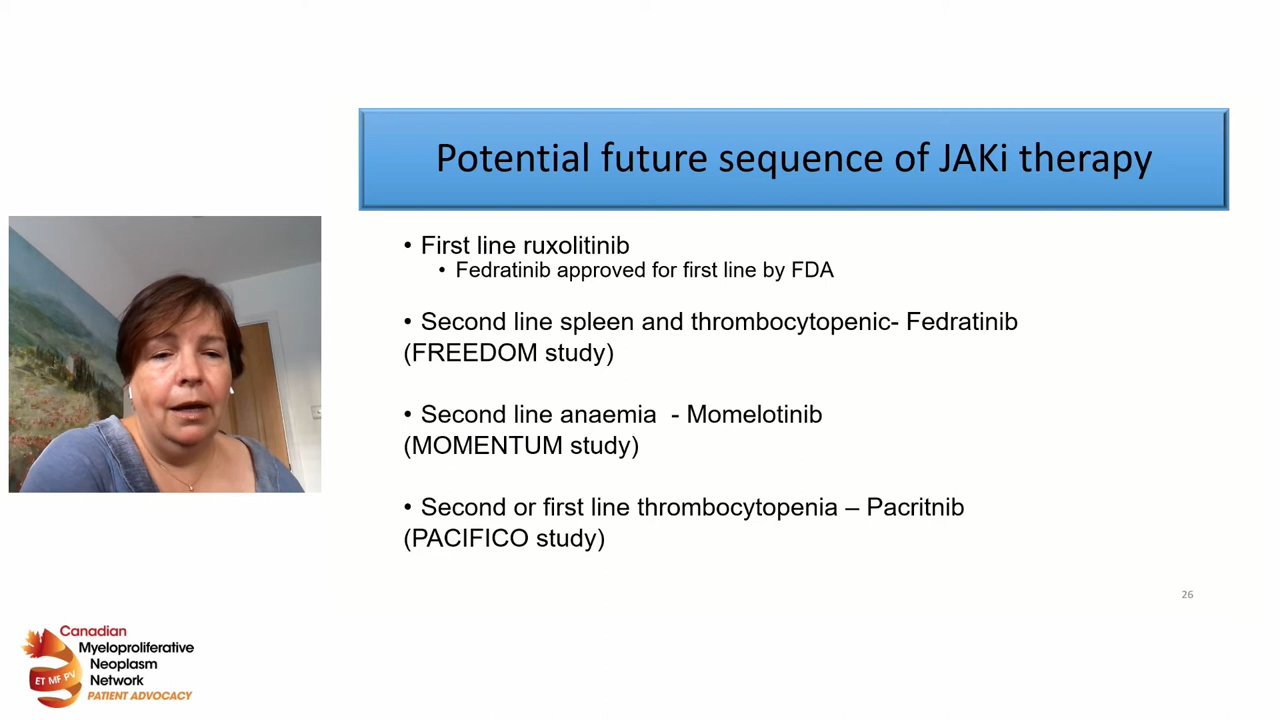 Potential future sequence of JAKi therapy
• First line ruxolitinib
• Fedratinib approved for first line by FDA
• Second line spleen and thrombocytopenic- Fedratinib
(FREEDOM study)
• Second line anaemia - Momelotinib
(MOMENTUM study)
• Second or first line thrombocytopenia – Pacritnib
(PACIFICO study)
26
Canadian
Myeloproliferative
Neoplasm
Network
PATIENT ADVOCACY
ET MF PV